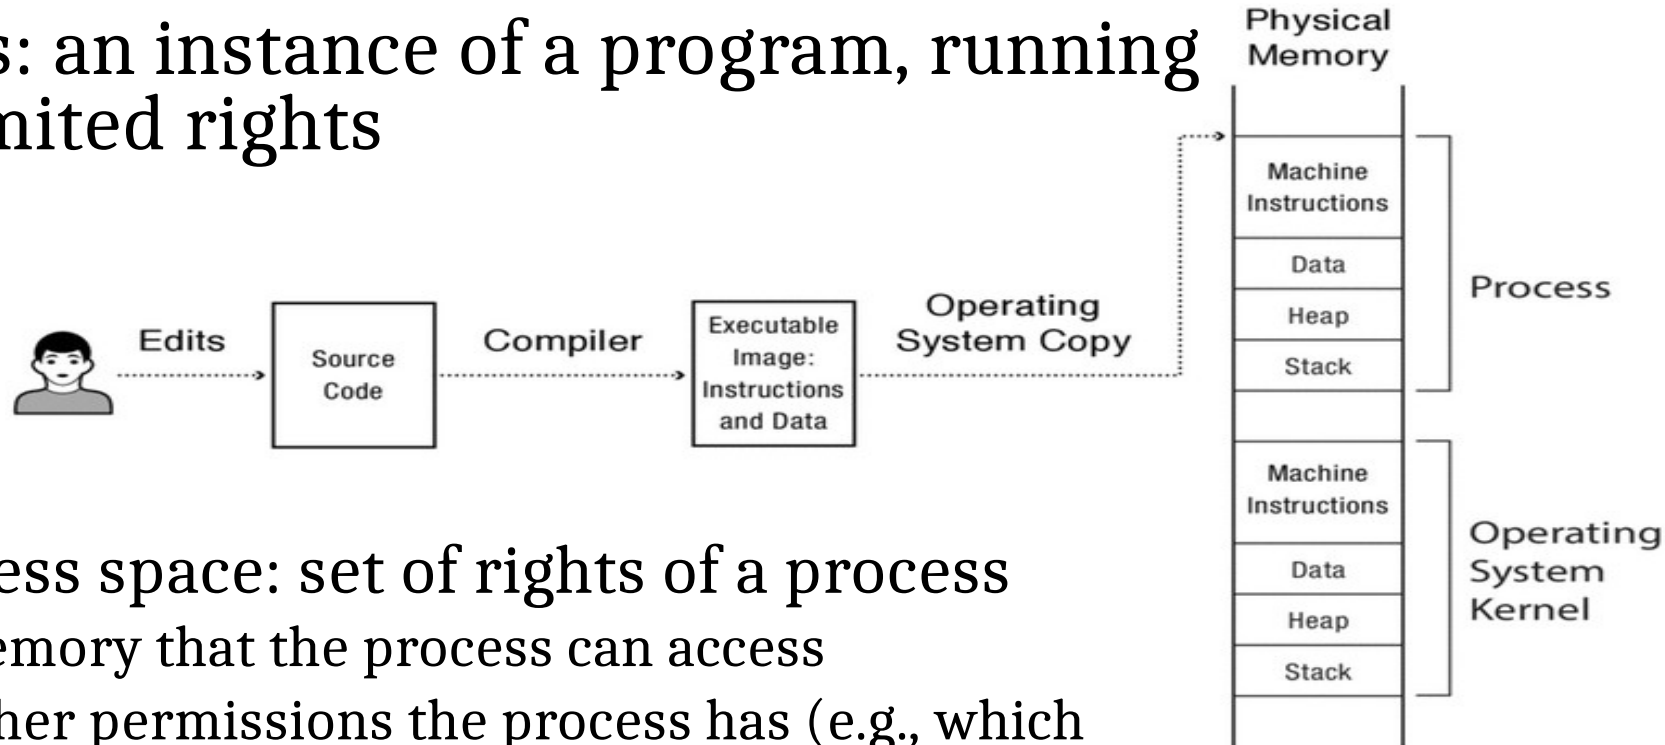 s: an instance of a program, running
mited rights
Physical
Memory
Machine
Instructions
Data
Heap
Stack
Process
Edits
Source
Code
Compiler
Executable
Image:
Instructions
and Data
Operating
System Copy
Machine
Instructions
Data
Heap
Stack
Operating
System
Kernel
ess space: set of rights of a process
emory that the process can access
her permissions the process has (e.g., which